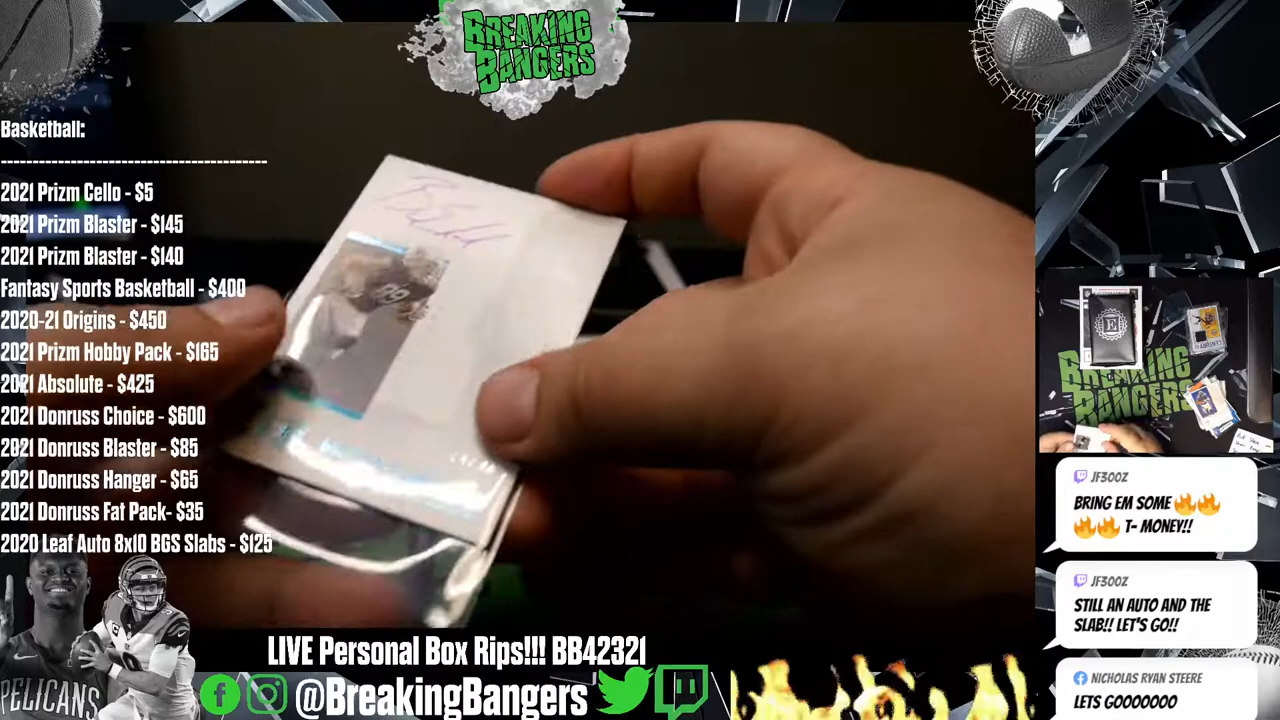 BREAKING
BANGERS
Basketball:
-------------------------------------------
2021 Prizm Cello - $5
2021 Prizm Blaster - $145
2021 Prizm Blaster - $140
Fantasy Sports Basketball - $400
2020-21 Origins - $450
2021 Prizm Hobby Pack - $165
2021 Absolute - $425
2021 Donruss Choice - $600
2021 Donruss Blaster - $85
2021 Donruss Hanger - $65
2021 Donruss Fat Pack- $35
2020 Leaf Auto 8x10 BGS Slabs - $125
89
E
CENTURY
BREAKING
BANGERS
JF300Z
BRING EM SOME 🔥🔥
🔥🔥 T- MONEY!!
JF300Z
STILL AN AUTO AND THE
SLAB!! LET'S GO!!
NICHOLAS RYAN STEERE
LETS GOOOOOOO
PELICANS
LIVE Personal Box Rips!!! BB42321
@BreakingBangers